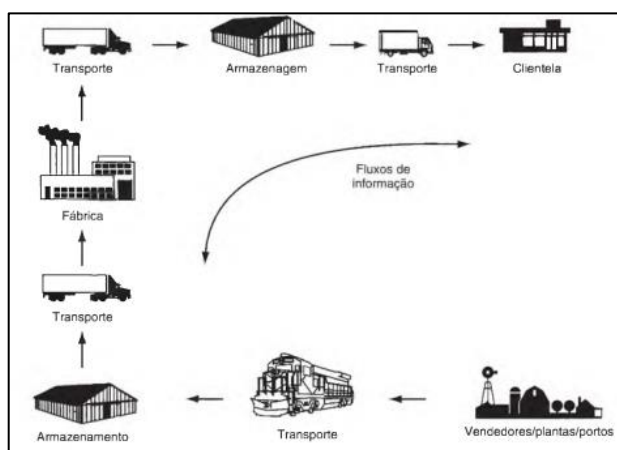 Transporte
Armazenagem
Transporte
Clientela
Fluxos de
informação
Fábrica
Transporte
Armazenamento
Transporte
Vendedores/plantas/portos